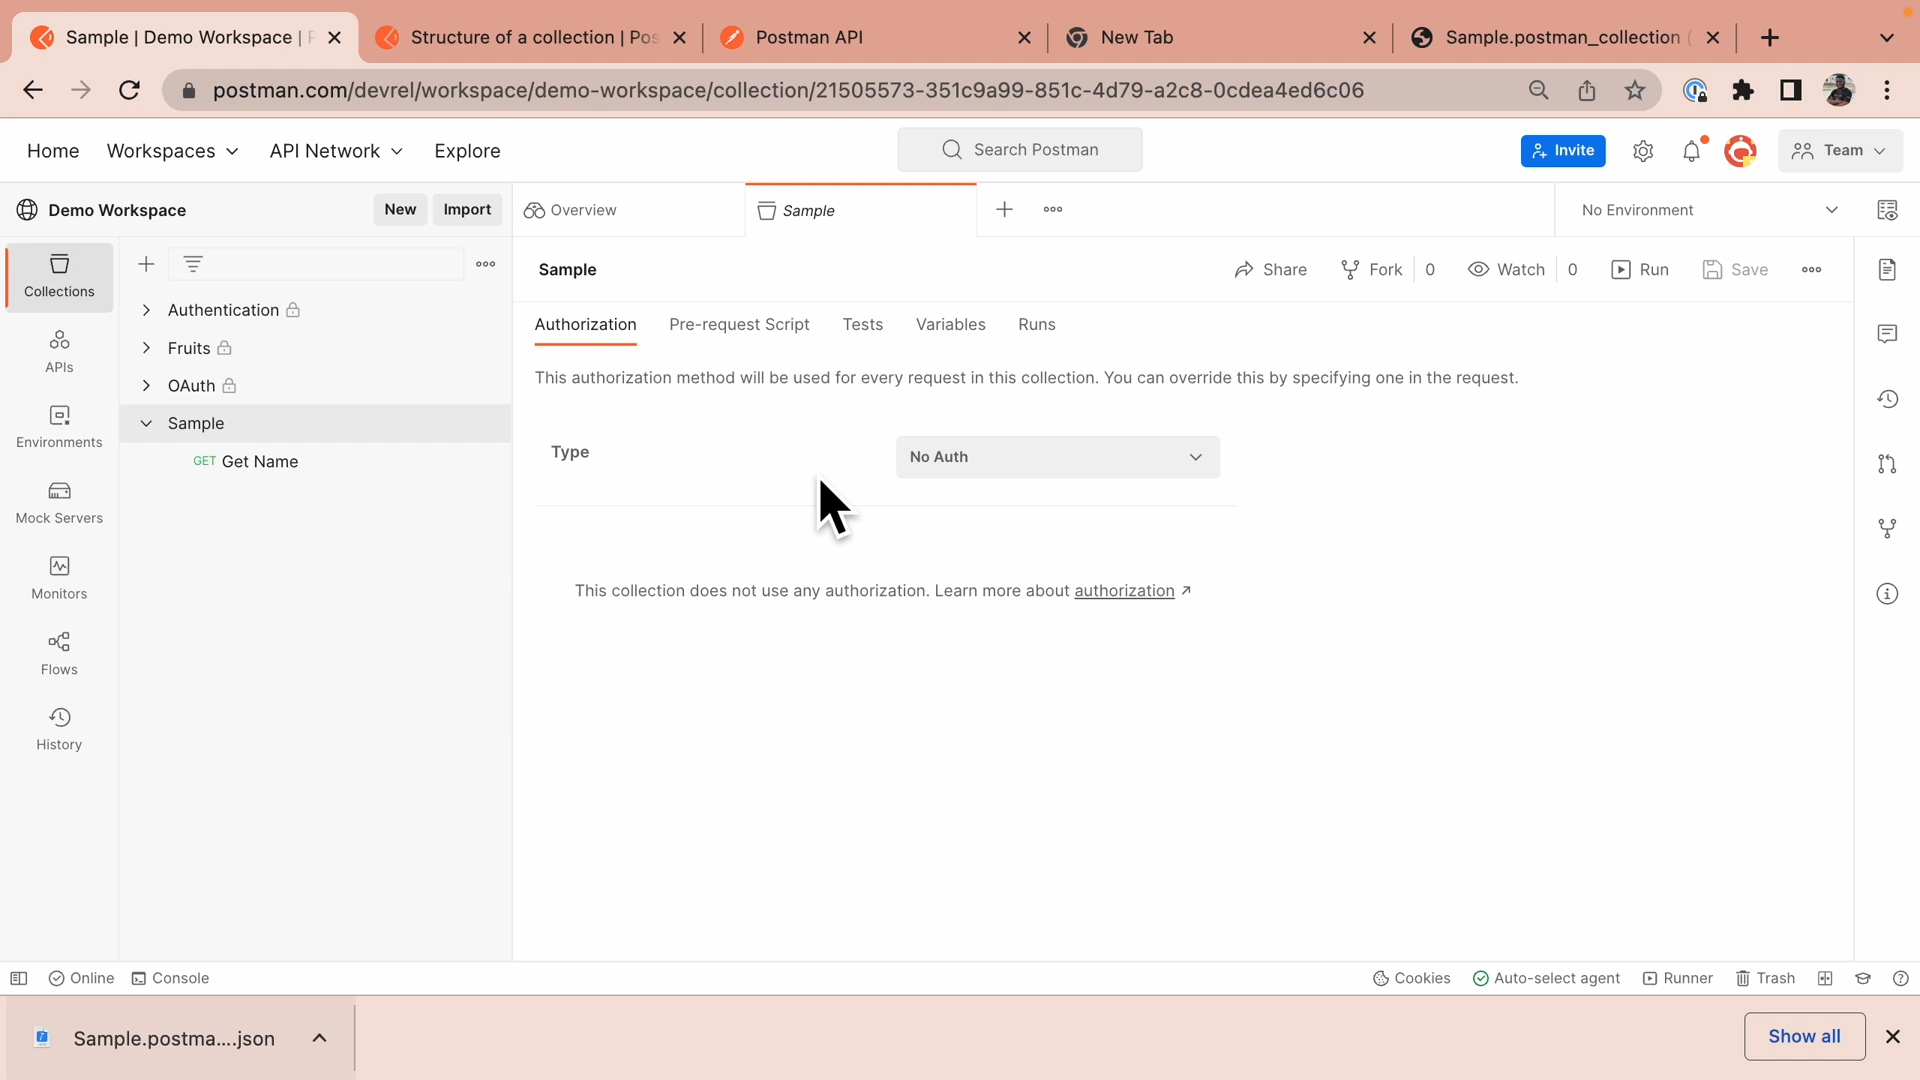 Sample | Demo Workspace |
Structure of a collection | Pos
Postman API
New Tab
Sample.postman_collection
postman.com/devrel/workspace/demo-workspace/collection/21505573-351c9a99-851c-4d79-a2c8-0cdea4ed6c06
Home
Workspaces
API Network
Explore
Search Postman
Invite
Team
Demo Workspace
New
Import
Overview
Sample
No Environment
Collections
APIs
Environments
Mock Servers
Monitors
Flows
History
Authentication
Fruits
OAuth
Sample
GET Get Name
Sample
Share
Fork
0
Watch
0
Run
Save
Authorization
Pre-request Script
Tests
Variables
Runs
This authorization method will be used for every request in this collection. You can override this by specifying one in the request.
Type
No Auth
This collection does not use any authorization. Learn more about authorization ↗
Online
Console
Cookies
Auto-select agent
Runner
Trash
Sample.postma....json
Show all